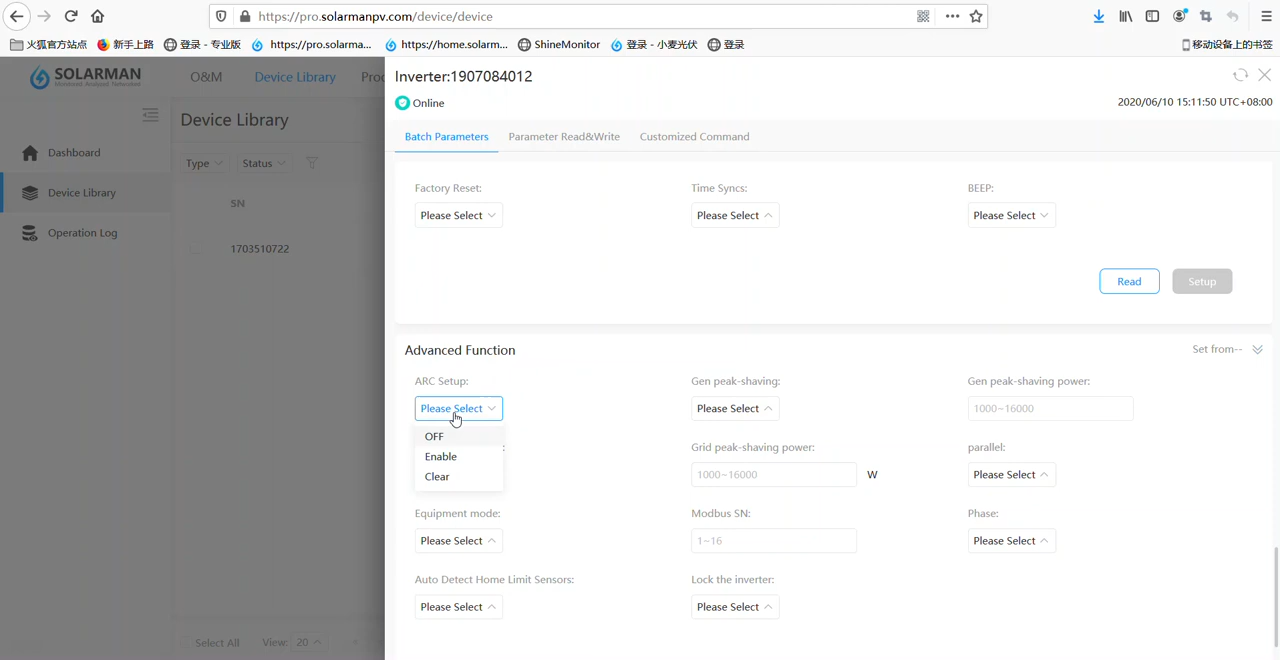 https://pro.solarmanpv.com/device/device
火狐官方站点
新手上路
登录 - 专业版
https://pro.solarma...
https://home.solarm...
ShineMonitor
登录 - 小麦光伏
登录
移动设备上的书签
SOLARMAN
O&M
Device Library
Proc
Inverter:1907084012
Online
2020/06/10 15:11:50 UTC+08:00
Batch Parameters
Parameter Read&Write
Customized Command
Dashboard
Device Library
Operation Log
Device Library
Type
Status
SN
1703510722
Select All
View: 20
Factory Reset:
Time Syncs:
BEEP:
Please Select
Please Select
Please Select
Read
Setup
Advanced Function
Set from--
ARC Setup:
Gen peak-shaving:
Gen peak-shaving power:
Please Select
Please Select
1000~16000
OFF
Enable
Clear
:
Grid peak-shaving power:
parallel:
1000~16000
W
Please Select
Equipment mode:
Modbus SN:
Phase:
Please Select
1~16
Please Select
Auto Detect Home Limit Sensors:
Lock the inverter:
Please Select
Please Select